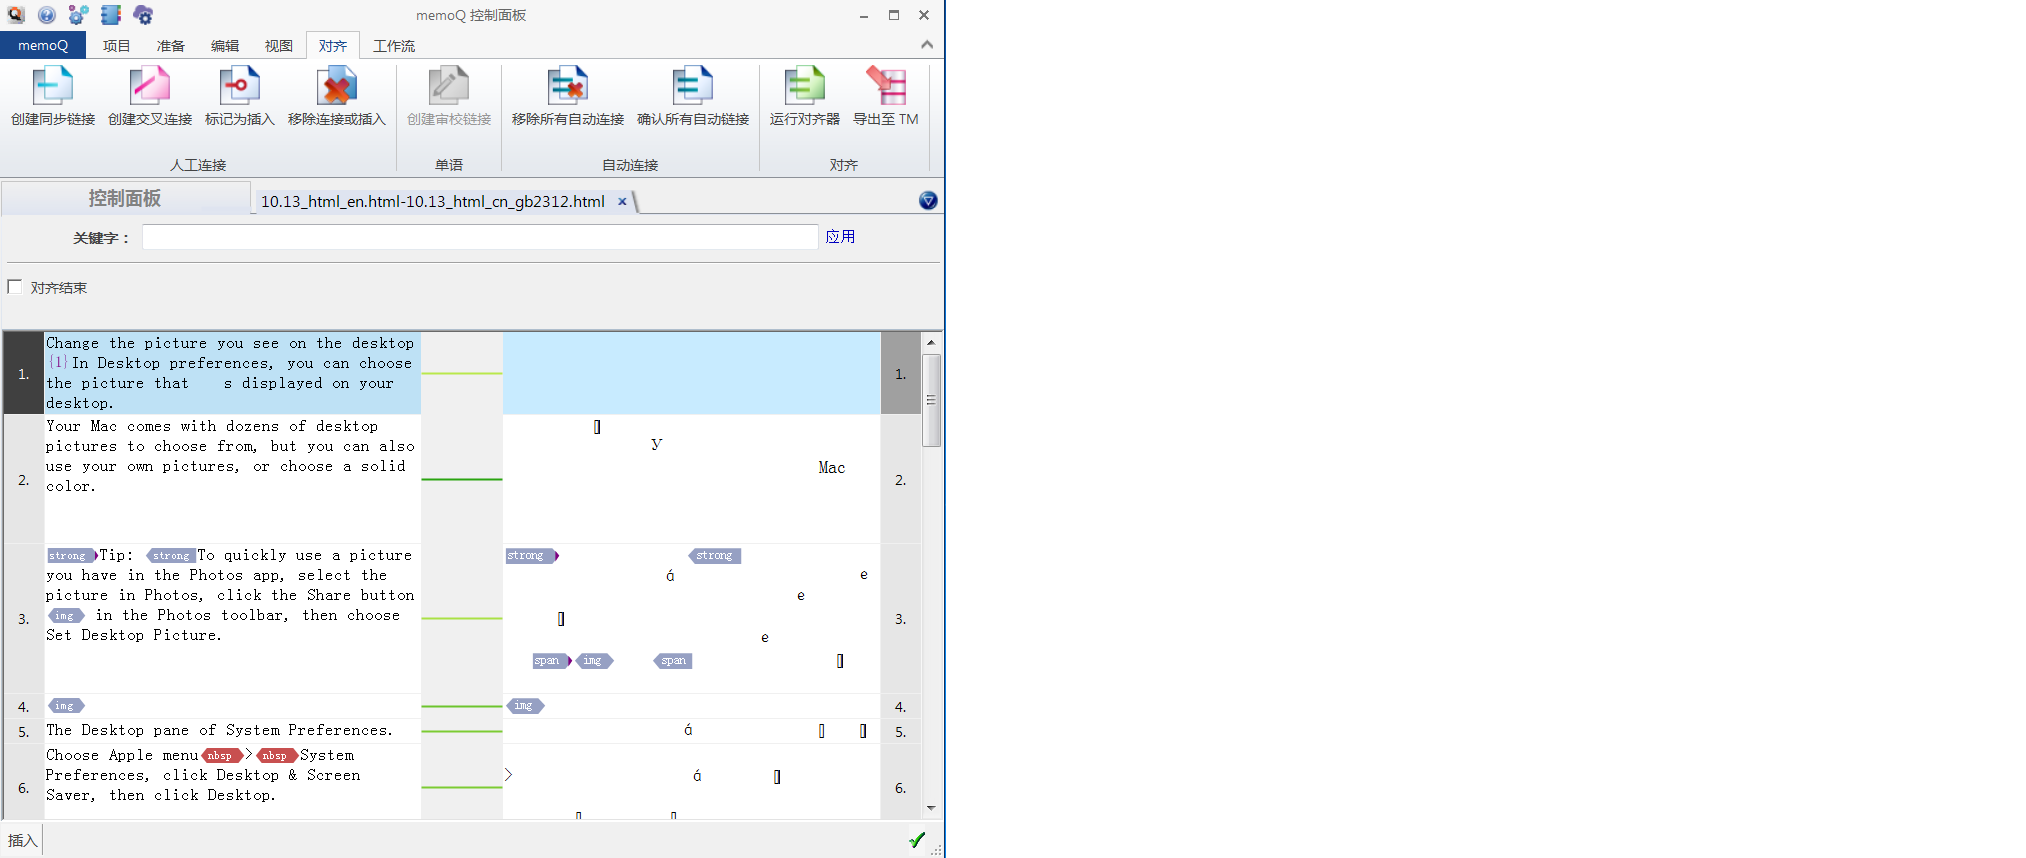 memoQ 控制面板
memoQ 项目 准备 编辑 视图 对齐 工作流
创建同步链接 创建交叉连接 标记为插入 移除连接或插入 创建审校链接 移除所有自动连接 确认所有自动链接 运行对齐器 导出至 TM
人工连接 单语 自动连接 对齐
控制面板 10.13_html_en.html-10.13_html_cn_gb2312.html x
关键字： 应用
对齐结束
1. Change the picture you see on the desktop 1.
{1}In Desktop preferences, you can choose
the picture that s displayed on your
desktop.
2. Your Mac comes with dozens of desktop 2.
pictures to choose from, but you can also y
use your own pictures, or choose a solid Mac
color.
3. strong Tip: strong To quickly use a picture strong strong 3.
you have in the Photos app, select the á e
picture in Photos, click the Share button e
img in the Photos toolbar, then choose
Set Desktop Picture. e
span img span
4. img img 4.
5. The Desktop pane of System Preferences. á 5.
6. Choose Apple menu nbsp > nbsp System 6.
Preferences, click Desktop & Screen > á
Saver, then click Desktop.
插入